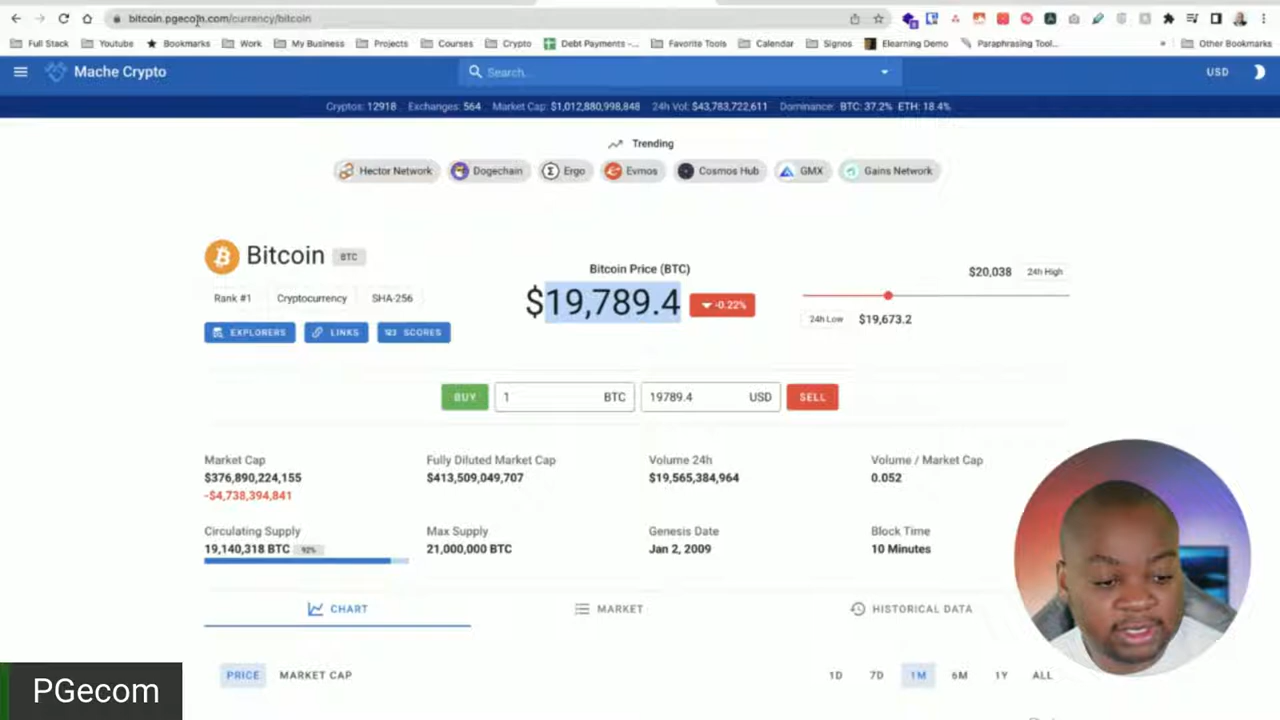 bitcoin.pgecoin.com/currency/bitcoin
Full Stack Youtube Bookmarks Work My Business Projects Courses Crypto Debt Payments -... Favorite Tools Calendar Signos Elearning Demo Paraphrasing Tool... » Other Bookmarks
Mache Crypto Search... USD
Cryptos: 12918 Exchanges: 564 Market Cap: $1,012,880,998,848 24h Vol: $43,783,722,611 Dominance: BTC: 37.2% ETH: 18.4%
Trending
Hector Network Dogechain Ergo Evmos Cosmos Hub GMX Gains Network
Bitcoin BTC
Bitcoin Price (BTC)
$20,038 24h High
Rank #1 Cryptocurrency SHA-256
$19,789.4 -0.22%
24h Low $19,673.2
EXPLORERS LINKS 123 SCORES
BUY 1 BTC 19789.4 USD SELL
Market Cap Fully Diluted Market Cap Volume 24h Volume / Market Cap
$376,890,224,155 $413,509,049,707 $19,565,384,964 0.052
-$4,738,394,841
Circulating Supply Max Supply Genesis Date Block Time
19,140,318 BTC 92% 21,000,000 BTC Jan 2, 2009 10 Minutes
CHART MARKET HISTORICAL DATA
PRICE MARKET CAP 1D 7D 1M 6M 1Y ALL
PGecom